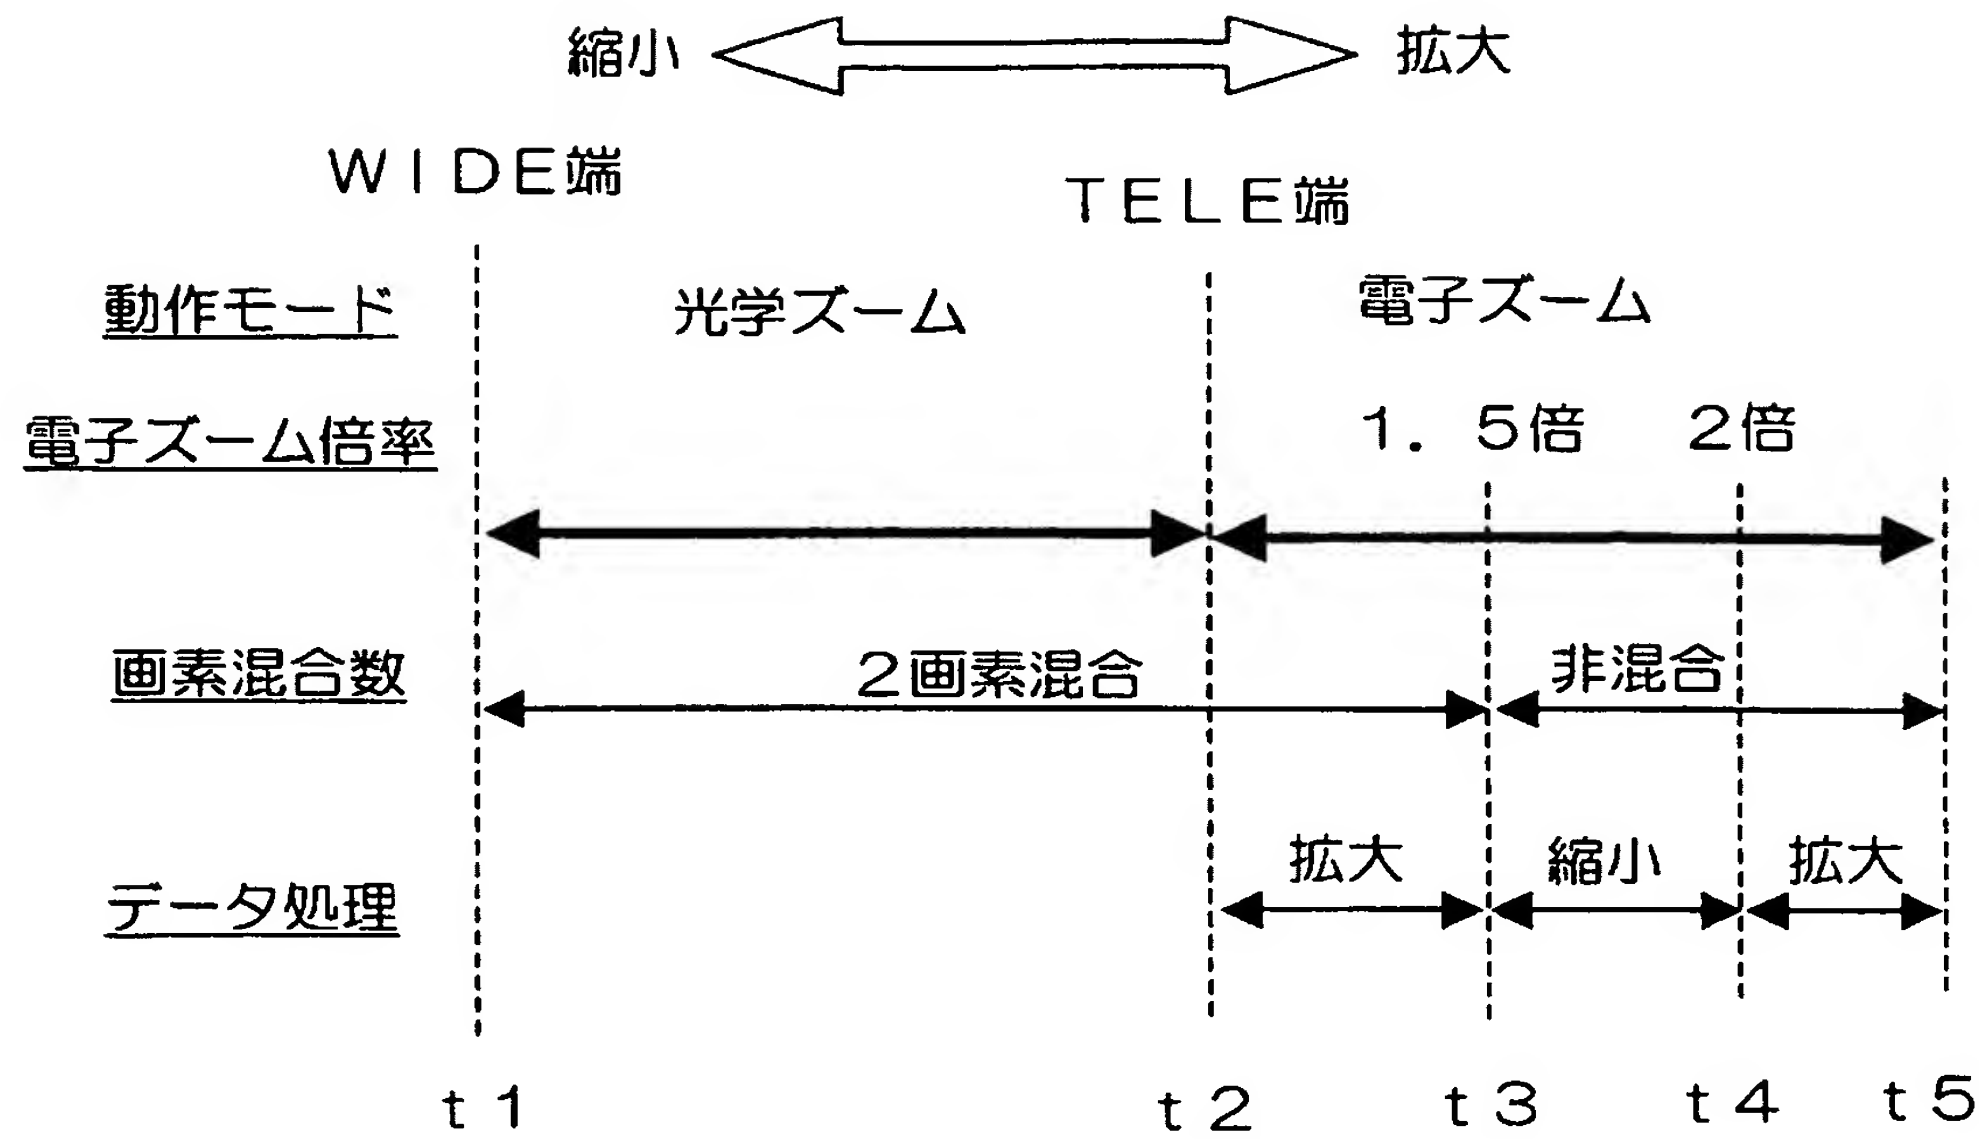 縮小 拡大
WIDE端
TELE端
動作モード 光学ズーム 電子ズーム
電子ズーム倍率 1.5倍 2倍
画素混合数 2画素混合 非混合
データ処理 拡大 縮小 拡大
t1 t2 t3 t4 t5